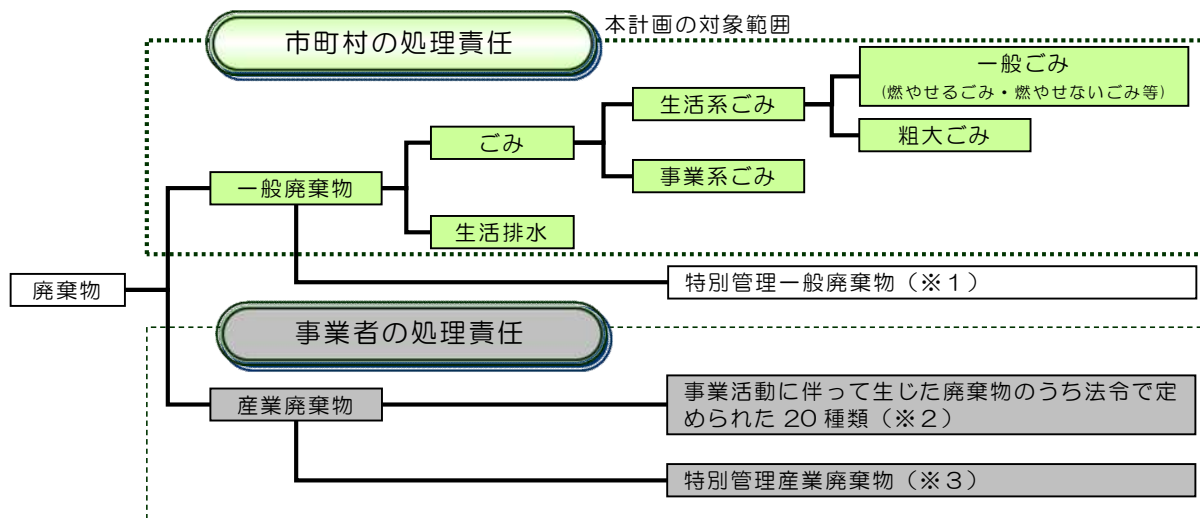 市町村の処理責任
本計画の対象範囲
一般ごみ
(燃やせるごみ・燃やせないごみ等)
生活系ごみ
粗大ごみ
ごみ
事業系ごみ
一般廃棄物
生活排水
廃棄物
特別管理一般廃棄物(※1)
事業者の処理責任
産業廃棄物
事業活動に伴って生じた廃棄物のうち法令で定
められた 20 種類(※2)
特別管理産業廃棄物(※3)